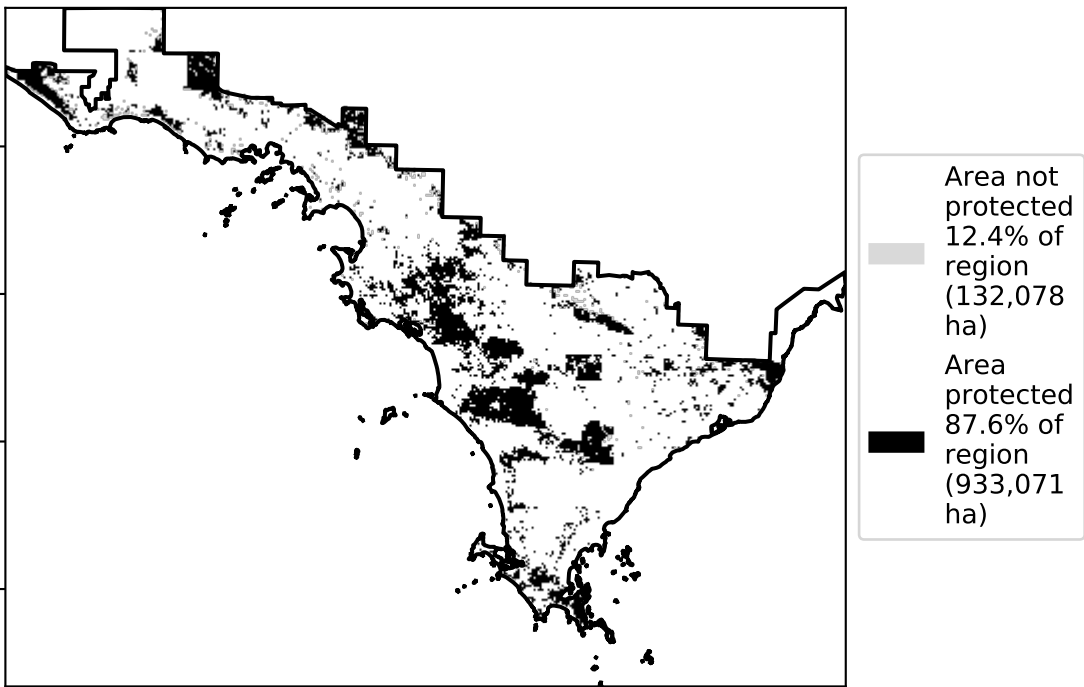 Area not
protected
12.4% of
region
(132,078
ha)
Area
protected
87.6% of
region
(933,071
ha)